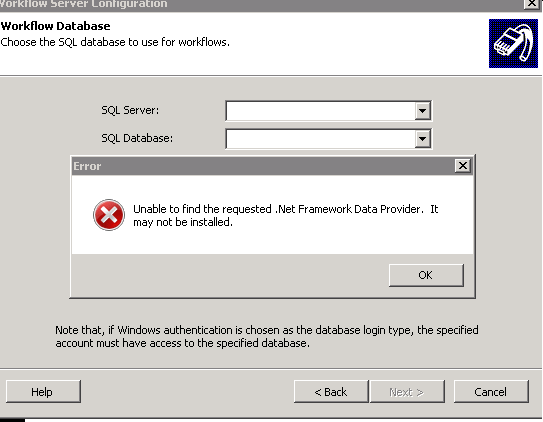 Workflow Server Configuration
Workflow Database
Choose the SQL database to use for workflows.
SQL Server:
SQL Database:
Error
Unable to find the requested .Net Framework Data Provider. It
may not be installed.
OK
Note that, if Windows authentication is chosen as the database login type, the specified
account must have access to the specified database.
Help
< Back
Next >
Cancel